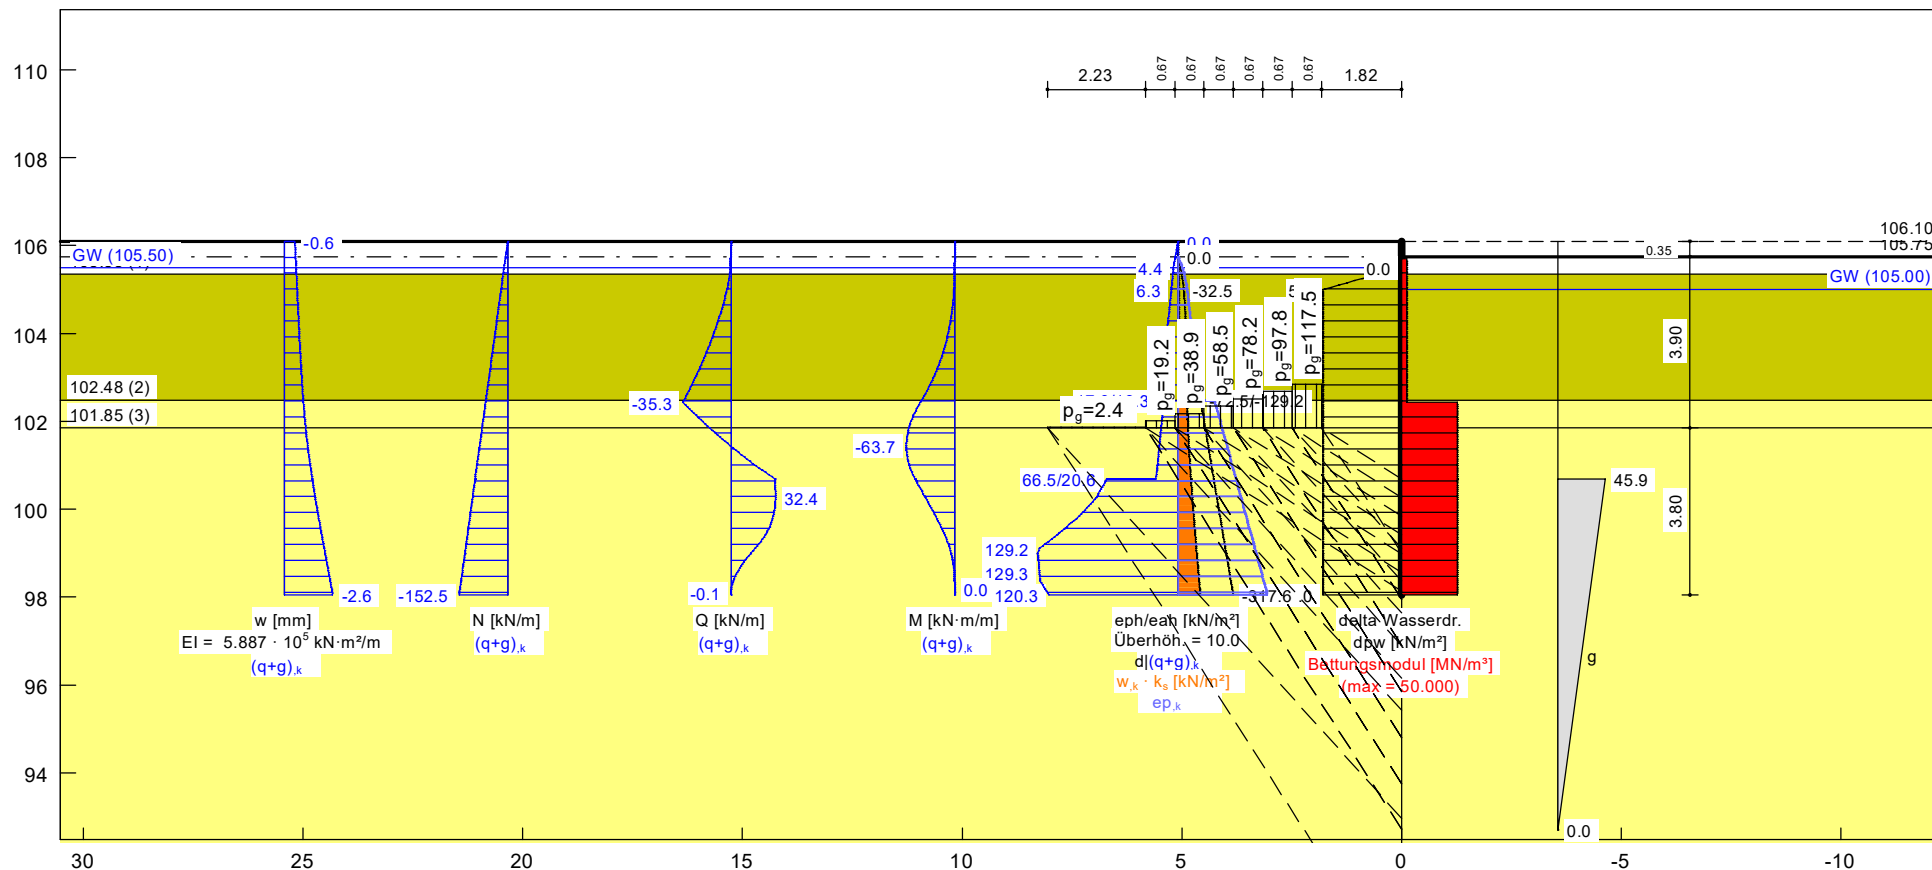 110
108
106
104
102
100
98
96
94
30
25
20
15
10
5
0
-5
-10
2.23
0.67
0.67
0.67
0.67
0.67
0.67
1.82
106.10
105.75
0.35
GW (105.50)
GW (105.00)
102.48 (2)
101.85 (3)
3.90
3.80
-0.6
-2.6
w [mm]
EI = 5.887 · 10⁵ kN·m²/m
(q+g),k
-152.5
N [kN/m]
(q+g),k
-35.3
32.4
-0.1
Q [kN/m]
(q+g),k
-63.7
0.0
M [kN·m/m]
(q+g),k
0.0
0.0
4.4
6.3
-32.5
0.0
66.5/20.6
129.2
129.3
120.3
-317.6
eph/eah [kN/m²]
Überhöh. = 10.0
(q+g),k
w,k · ks [kN/m²]
ep,k
pg=2.4
pg=19.2
pg=38.9
pg=58.5
pg=78.2
pg=97.8
pg=117.5
delta Wasserdr.
dpw [kN/m²]
Bettungsmodul [MN/m³]
(max = 50.000)
45.9
g
0.0